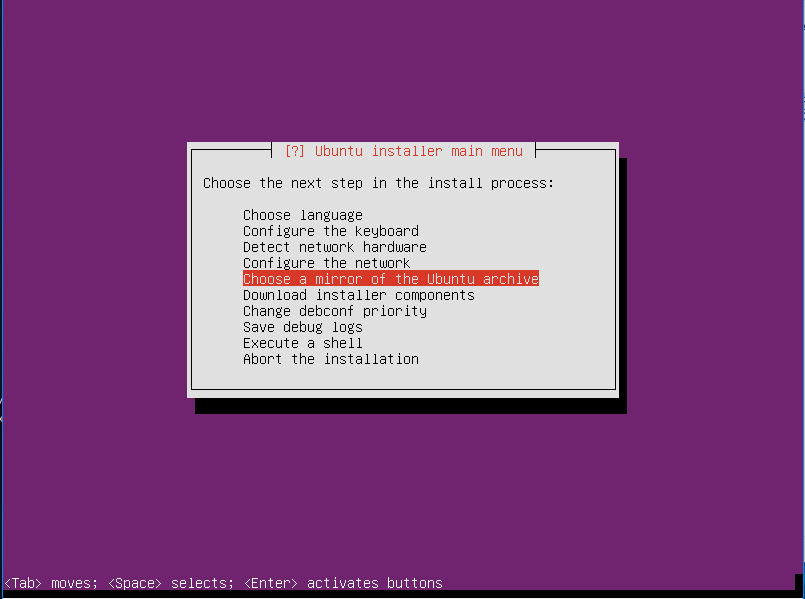 [?] Ubuntu installer main menu
Choose the next step in the install process:
Choose language
Configure the keyboard
Detect network hardware
Configure the network
Choose a mirror of the Ubuntu archive
Download installer components
Change debconf priority
Save debug logs
Execute a shell
Abort the installation
<Tab> moves; <Space> selects; <Enter> activates buttons